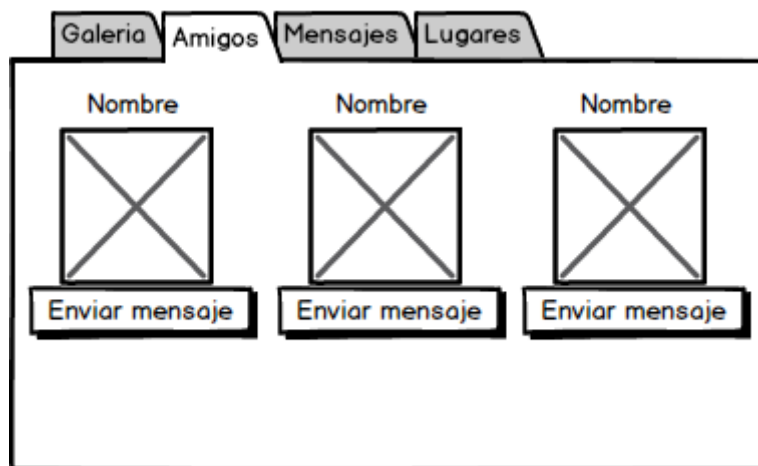 Galeria Amigos Mensajes Lugares
Nombre Nombre Nombre
Enviar mensaje Enviar mensaje Enviar mensaje